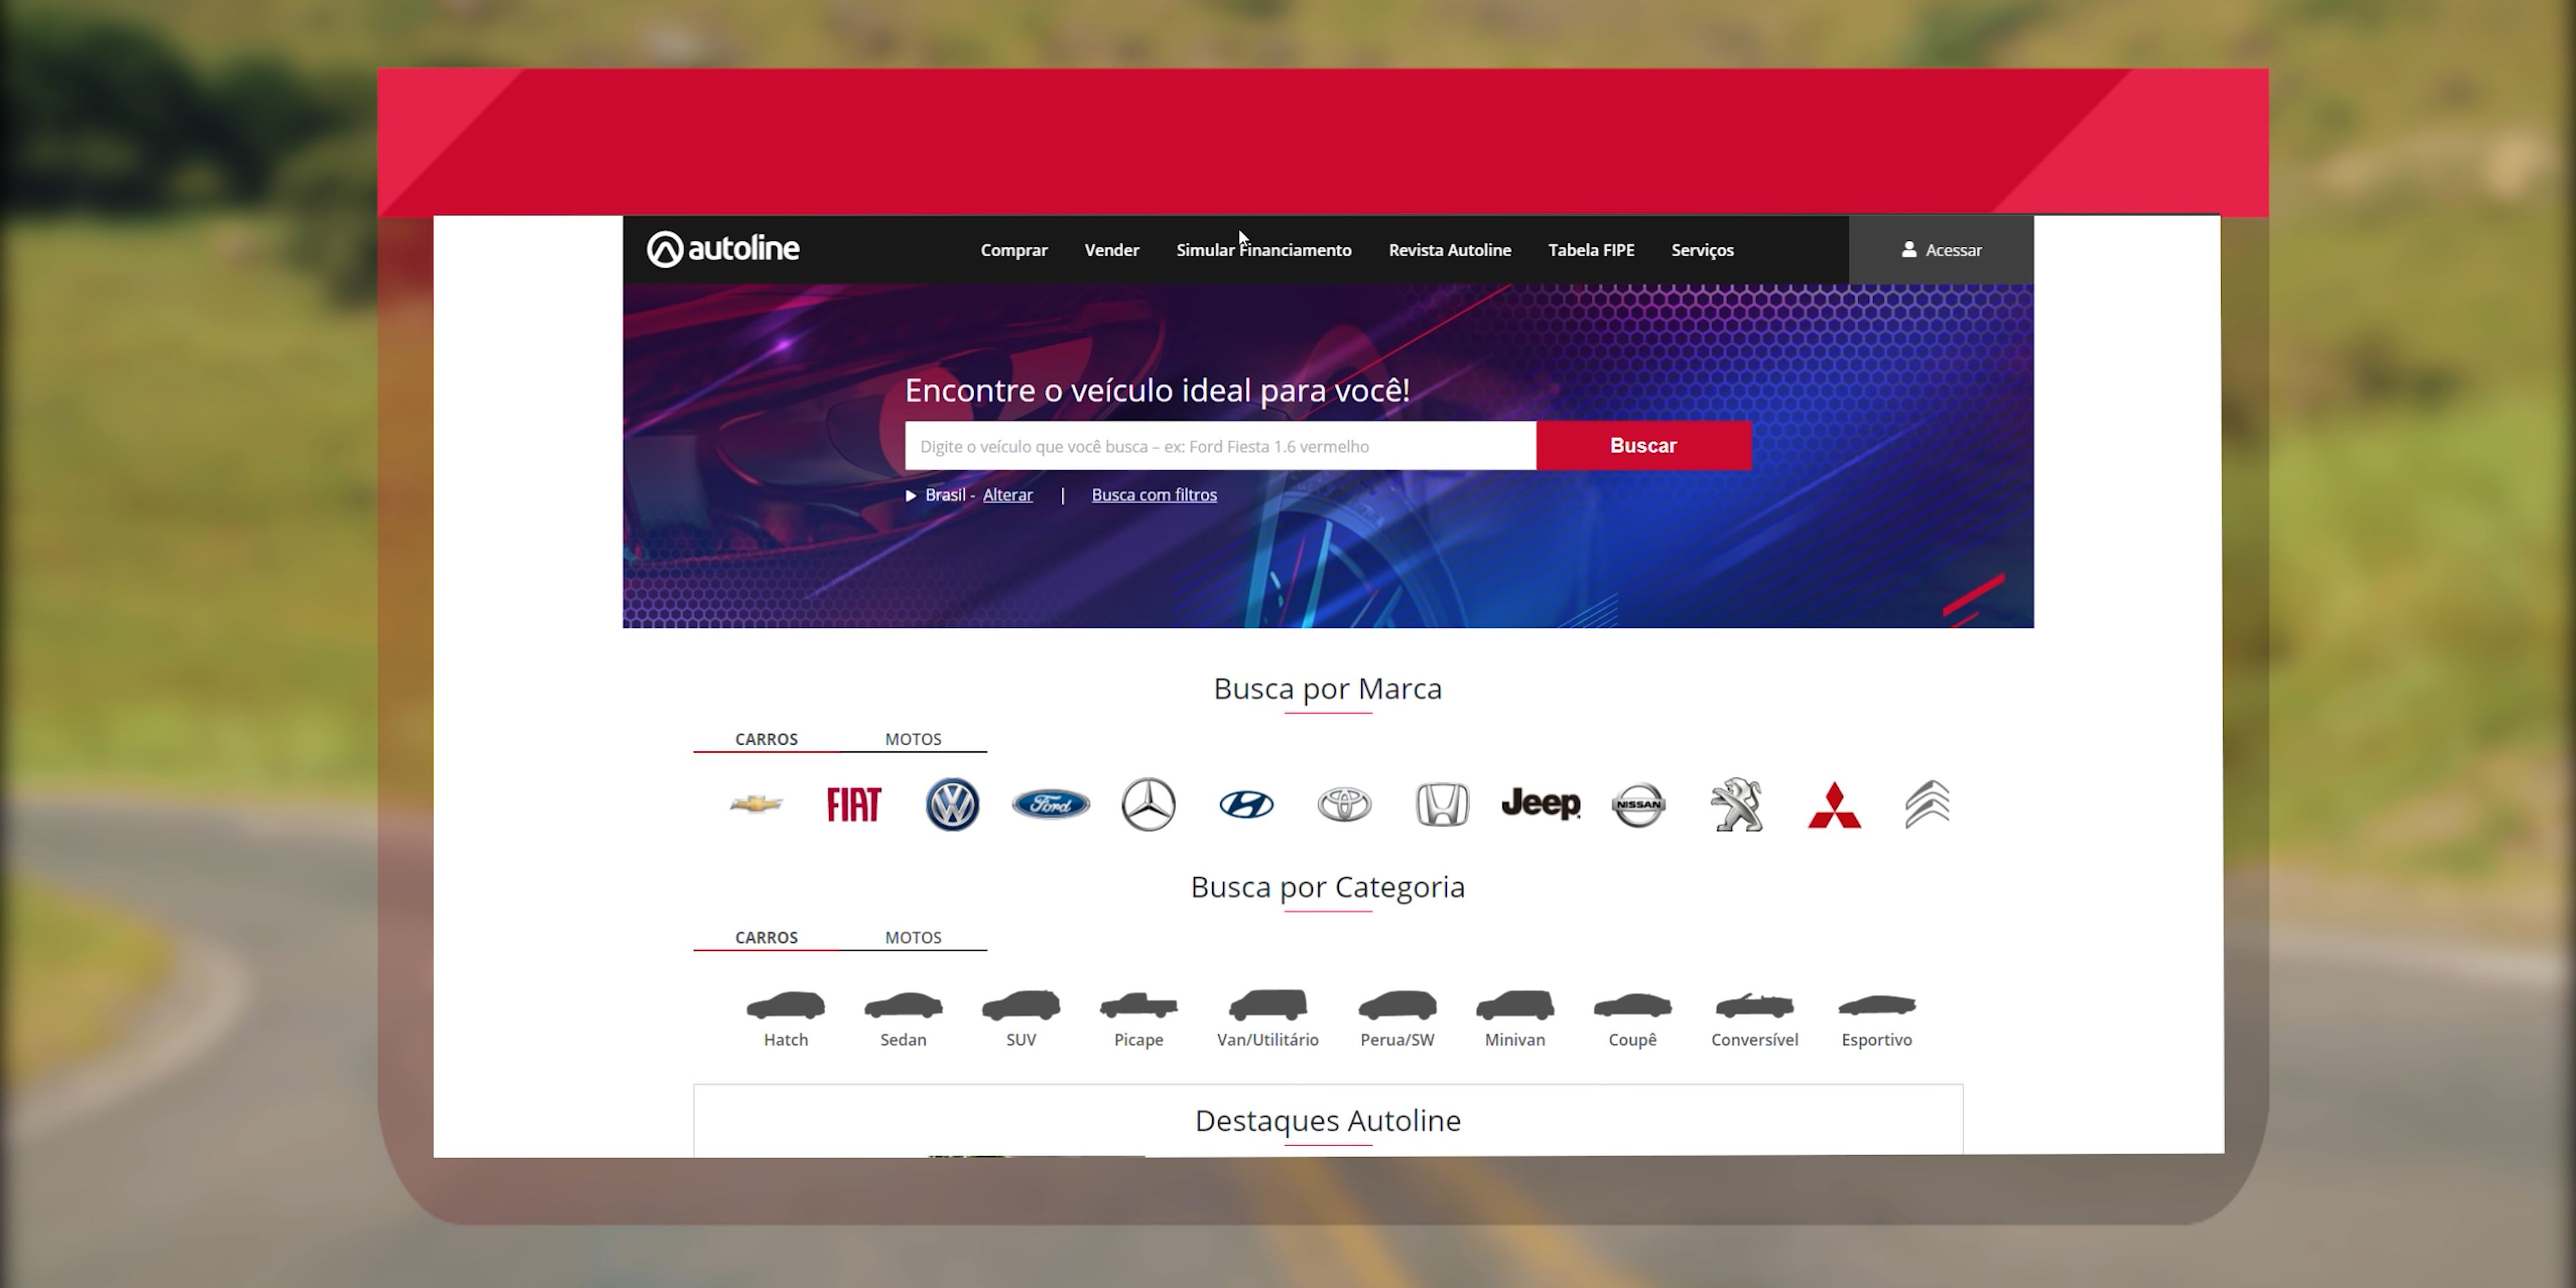 autoline
Comprar Vender Simular Financiamento Revista Autoline Tabela FIPE Serviços Acessar
Encontre o veículo ideal para você!
Digite o veículo que você busca – ex: Ford Fiesta 1.6 vermelho Buscar
Brasil - Alterar | Busca com filtros
Busca por Marca
CARROS MOTOS
FIAT Ford Jeep NISSAN
Busca por Categoria
CARROS MOTOS
Hatch Sedan SUV Picape Van/Utilitário Perua/SW Minivan Coupê Conversível Esportivo
Destaques Autoline